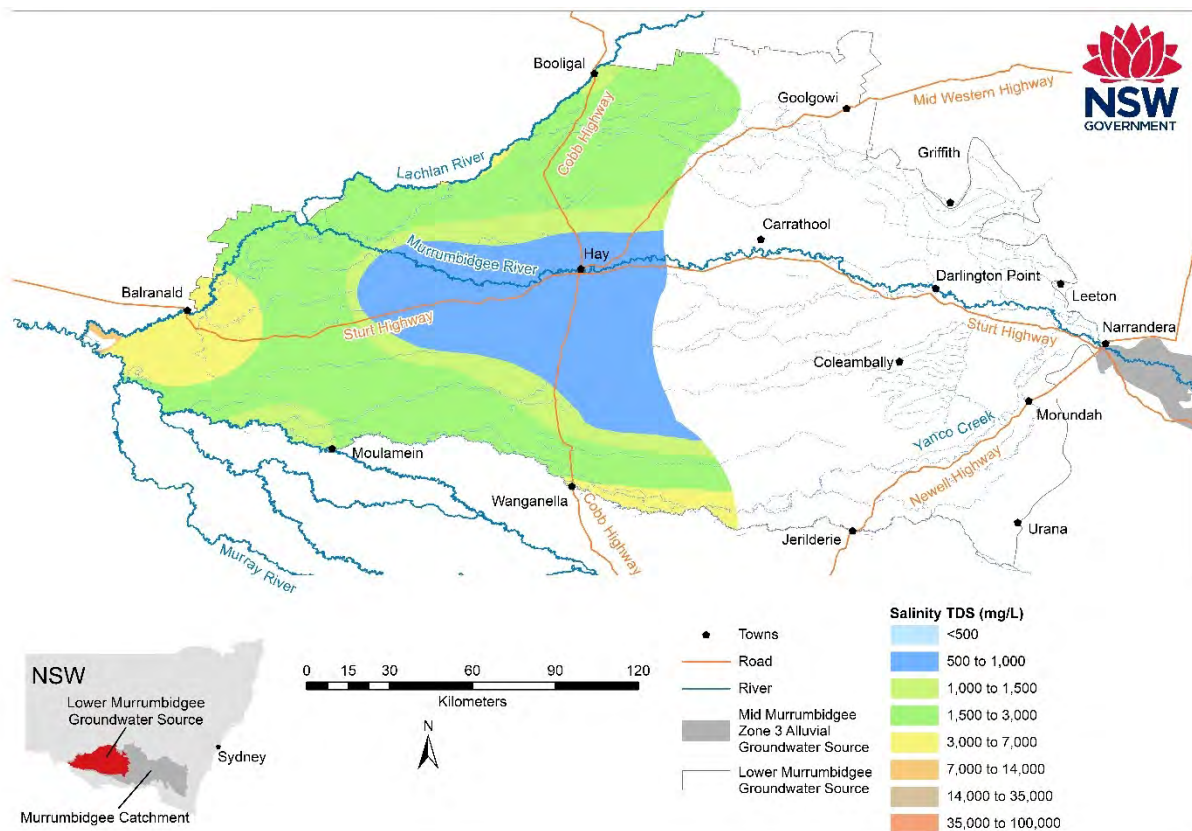 NSW
GOVERNMENT
Booligal
Goolgowi
Mid Western Highway
Cobb Highway
Griffith
Lachlan River
Carrathool
Murrumbidgee River
Hay
Darlington Point
Leeton
Balranald
Sturt Highway
Sturt Highway
Narrandera
Coleambally
Morundah
Yanco Creek
Moulamein
Newell Highway
Wanganella
Cobb Highway
Urana
Jerilderie
Murray River
NSW
Lower Murrumbidgee
Groundwater Source
Sydney
Murrumbidgee Catchment
0 15 30 60 90 120
Kilometers
N
Towns
Road
River
Mid Murrumbidgee
Zone 3 Alluvial
Groundwater Source
Lower Murrumbidgee
Groundwater Source
Salinity TDS (mg/L)
<500
500 to 1,000
1,000 to 1,500
1,500 to 3,000
3,000 to 7,000
7,000 to 14,000
14,000 to 35,000
35,000 to 100,000